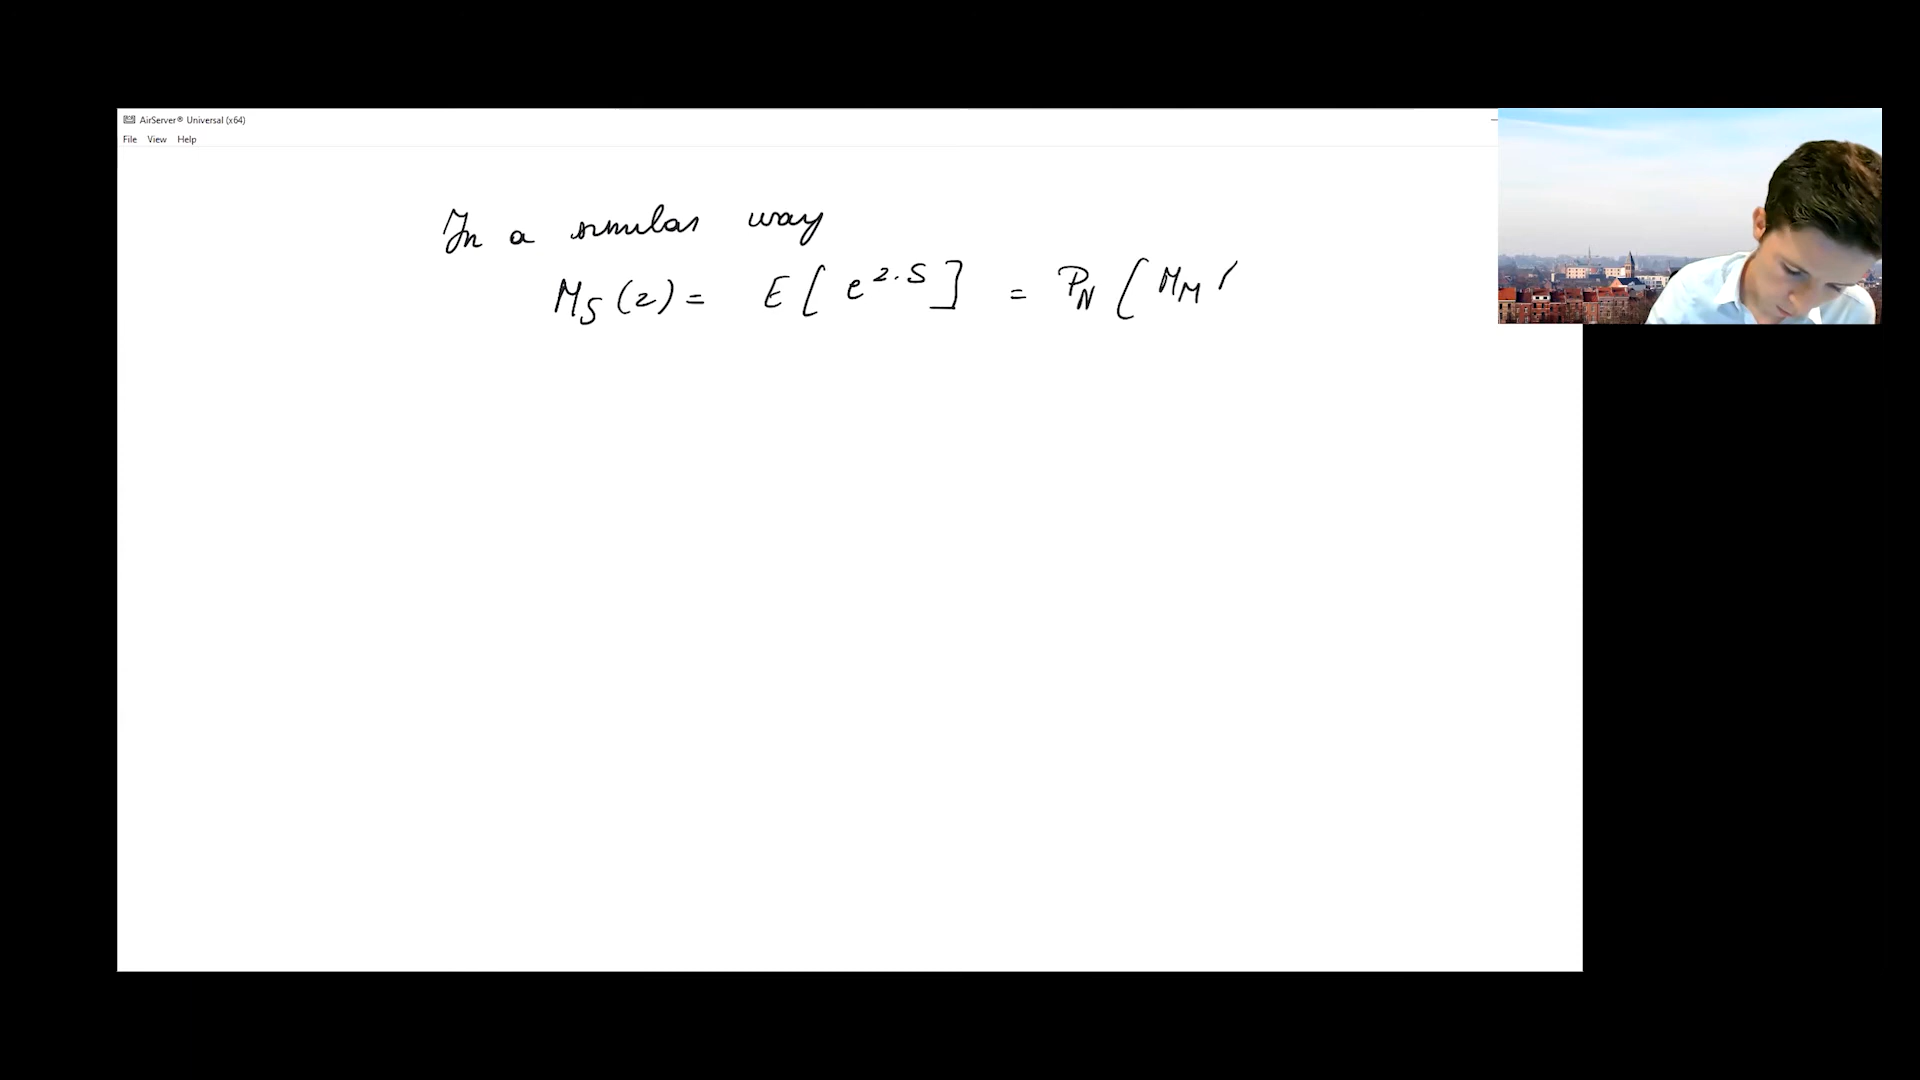 AirServer® Universal (x64)
File View Help
In a similar way
M_S(z) = E[e^{z·S}] = P_N[M_M(